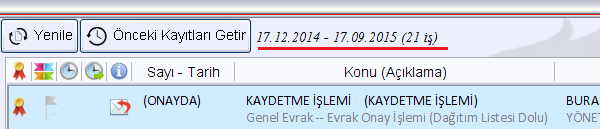 Yenile Önceki Kayıtları Getir 17.12.2014 - 17.09.2015 (21 iş)
Sayı - Tarih Konu (Açıklama)
(ONAYDA) KAYDETME İŞLEMİ (KAYDETME İŞLEMİ) BURA
Genel Evrak -- Evrak Onay İşlemi (Dağıtım Listesi Dolu) YÖNET